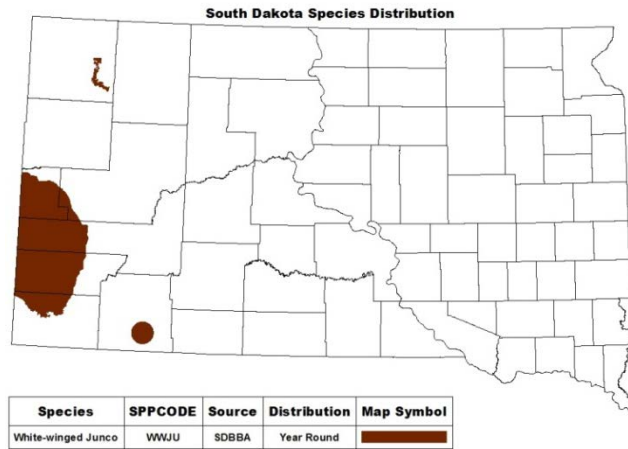 South Dakota Species Distribution
Species SPPCODE Source Distribution Map Symbol
White-winged Junco WWJU SDBBA Year Round